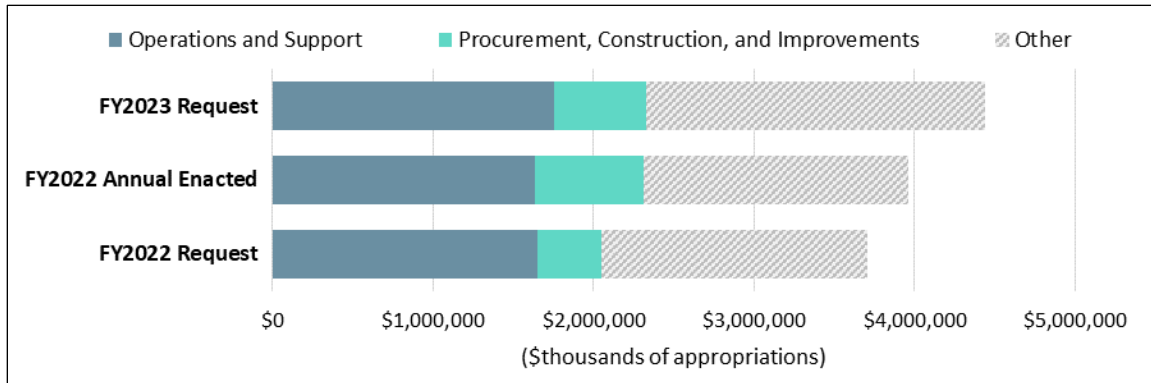 Operations and Support Procurement, Construction, and Improvements Other
FY2023 Request
FY2022 Annual Enacted
FY2022 Request
$0 $1,000,000 $2,000,000 $3,000,000 $4,000,000 $5,000,000
($thousands of appropriations)